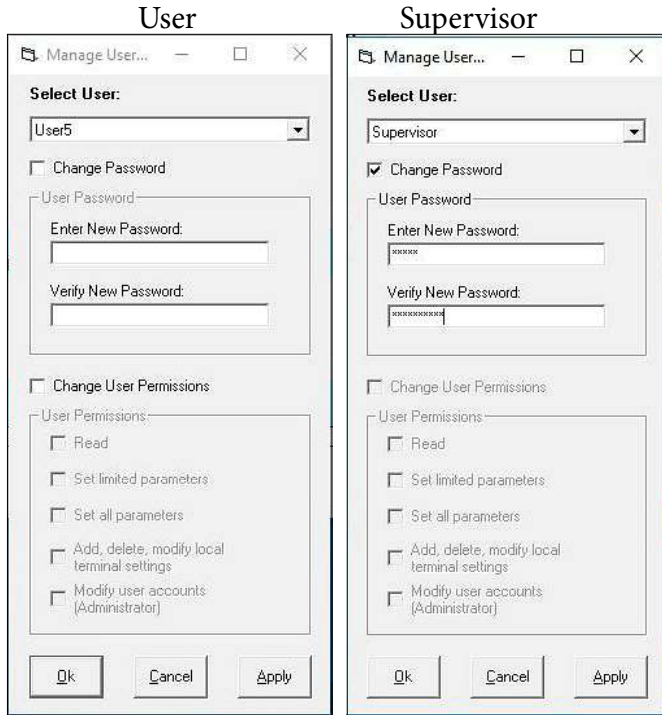 User
Manage User...
Select User:
User5
Change Password
User Password
Enter New Password:
Verify New Password:
Change User Permissions
User Permissions
Read
Set limited parameters
Set all parameters
Add, delete, modify local
terminal settings
Modify user accounts
(Administrator)
Ok Cancel Apply
Supervisor
Manage User...
Select User:
Supervisor
Change Password
User Password
Enter New Password:
*****
Verify New Password:
**********
Change User Permissions
User Permissions
Read
Set limited parameters
Set all parameters
Add, delete, modify local
terminal settings
Modify user accounts
(Administrator)
Ok Cancel Apply